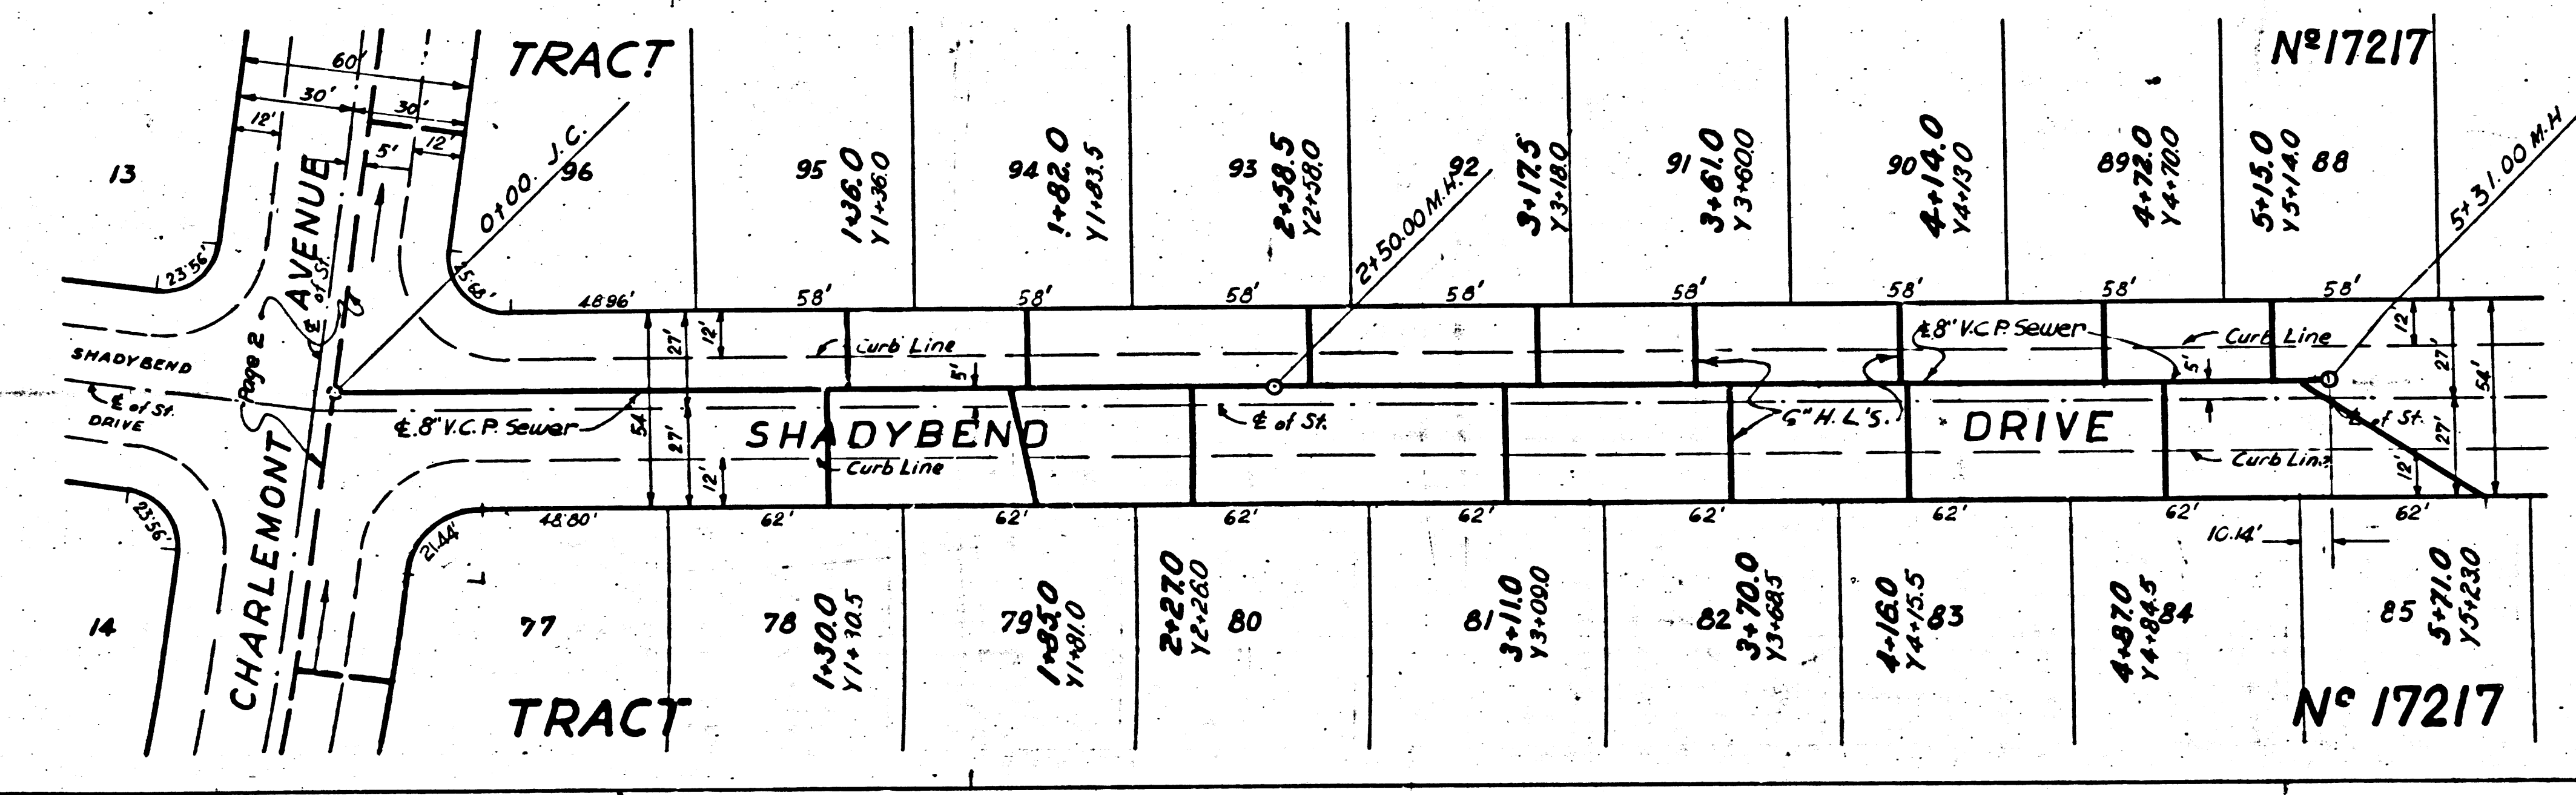 TRACT
Nº 17217
60'
30'
30'
12'
5'
12'
13
96
95
94
93
92
91
90
89
88
0+00. J.C.
1+36.0
Y1+36.0
1+82.0
Y1+83.5
2+58.5
Y2+58.0
2+50.00 M.H.
3+17.5
Y3+18.0
3+61.0
Y3+60.0
4+14.0
Y4+13.0
4+72.0
Y4+70.0
5+15.0
Y5+14.0
5+31.00 M.H
CHARLEMONT AVENUE
℄ of St.
Page 2
23.56'
25.68'
48.96'
58'
58'
58'
58'
58'
58'
58'
58'
SHADYBEND
DRIVE
℄ of St.
℄ 8" V.C.P. Sewer
54'
27'
27'
12'
12'
Curb Line
Curb Line
5'
SHADYBEND DRIVE
℄ of St.
6" H.L'S.
℄ 8" V.C.P. Sewer
Curb Line
5'
℄ of St.
Curb Line
12'
27'
54'
27'
12'
23.56'
21.44'
48.80'
62'
62'
62'
62'
62'
62'
62'
62'
10.14'
14
77
78
79
80
81
82
83
84
85
1+30.0
Y1+30.5
1+85.0
Y1+81.0
2+27.0
Y2+26.0
3+11.0
Y3+09.0
3+70.0
Y3+68.5
4+16.0
Y4+15.5
4+87.0
Y4+84.5
5+71.0
Y5+23.0
TRACT
Nº 17217